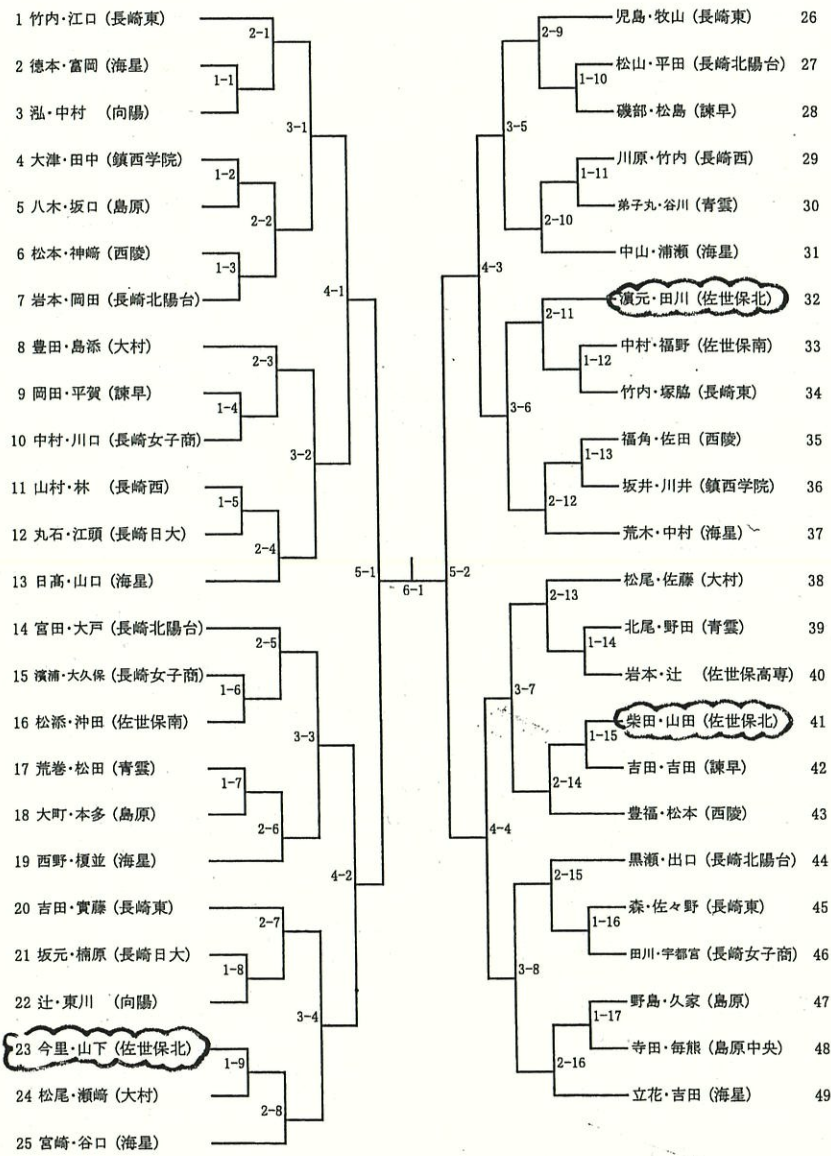 1 竹内・江口 (長崎東)
2 徳本・富岡 (海星)
3 泓・中村 (向陽)
4 大津・田中 (鎮西学院)
5 八木・坂口 (島原)
6 松本・神﨑 (西陵)
7 岩本・岡田 (長崎北陽台)
8 豊田・島添 (大村)
9 岡田・平賀 (諫早)
10 中村・川口 (長崎女子商)
11 山村・林 (長崎西)
12 丸石・江頭 (長崎日大)
13 日高・山口 (海星)
14 宮田・大戸 (長崎北陽台)
15 濱浦・大久保 (長崎女子商)
16 松添・沖田 (佐世保南)
17 荒巻・松田 (青雲)
18 大町・本多 (島原)
19 西野・榎並 (海星)
20 吉田・實藤 (長崎東)
21 坂元・楠原 (長崎日大)
22 辻・東川 (向陽)
23 今里・山下 (佐世保北)
24 松尾・瀬﨑 (大村)
25 宮崎・谷口 (海星)
2-1
1-1
3-1
1-2
2-2
1-3
4-1
2-3
1-4
3-2
1-5
2-4
5-1
2-5
1-6
3-3
1-7
2-6
4-2
2-7
1-8
3-4
1-9
2-8
6-1
児島・牧山 (長崎東) 26
松山・平田 (長崎北陽台) 27
磯部・松島 (諫早) 28
川原・竹内 (長崎西) 29
弟子丸・谷川 (青雲) 30
中山・浦瀬 (海星) 31
濵元・田川 (佐世保北) 32
中村・福野 (佐世保南) 33
竹内・塚脇 (長崎東) 34
福角・佐田 (西陵) 35
坂井・川井 (鎮西学院) 36
荒木・中村 (海星) 37
松尾・佐藤 (大村) 38
北尾・野田 (青雲) 39
岩本・辻 (佐世保高専) 40
柴田・山田 (佐世保北) 41
吉田・吉田 (諫早) 42
豊福・松本 (西陵) 43
黒瀬・出口 (長崎北陽台) 44
森・佐々野 (長崎東) 45
田川・宇都宮 (長崎女子商) 46
野島・久家 (島原) 47
寺田・毎熊 (島原中央) 48
立花・吉田 (海星) 49
2-9
1-10
3-5
1-11
2-10
4-3
2-11
1-12
3-6
1-13
2-12
5-2
2-13
1-14
3-7
1-15
2-14
4-4
2-15
1-16
3-8
1-17
2-16